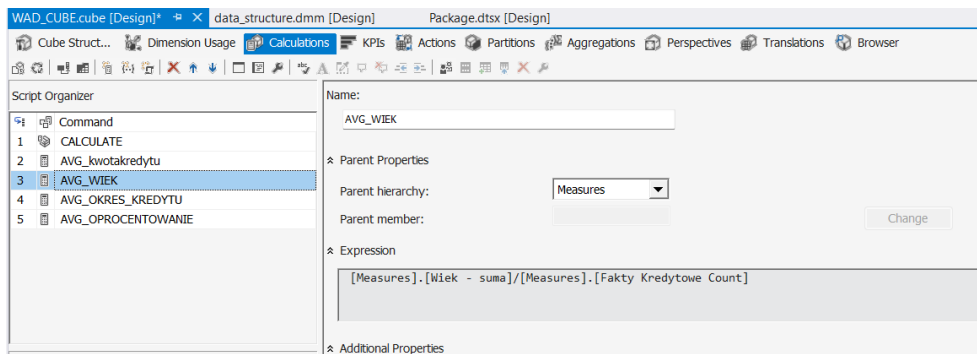 WAD_CUBE.cube [Design]* data_structure.dmm [Design] Package.dtsx [Design]
Cube Struct... Dimension Usage Calculations KPIs Actions Partitions Aggregations Perspectives Translations Browser
Script Organizer
Command
1 CALCULATE
2 AVG_kwotakredytu
3 AVG_WIEK
4 AVG_OKRES_KREDYTU
5 AVG_OPROCENTOWANIE
Name:
AVG_WIEK
Parent Properties
Parent hierarchy: Measures
Parent member: Change
Expression
[Measures].[Wiek - suma]/[Measures].[Fakty Kredytowe Count]
Additional Properties